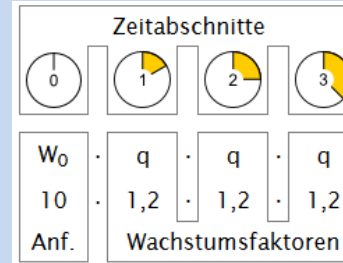 Zeitabschnitte
0 1 2 3
W₀ · q · q · q
10 · 1,2 · 1,2 · 1,2
Anf. Wachstumsfaktoren